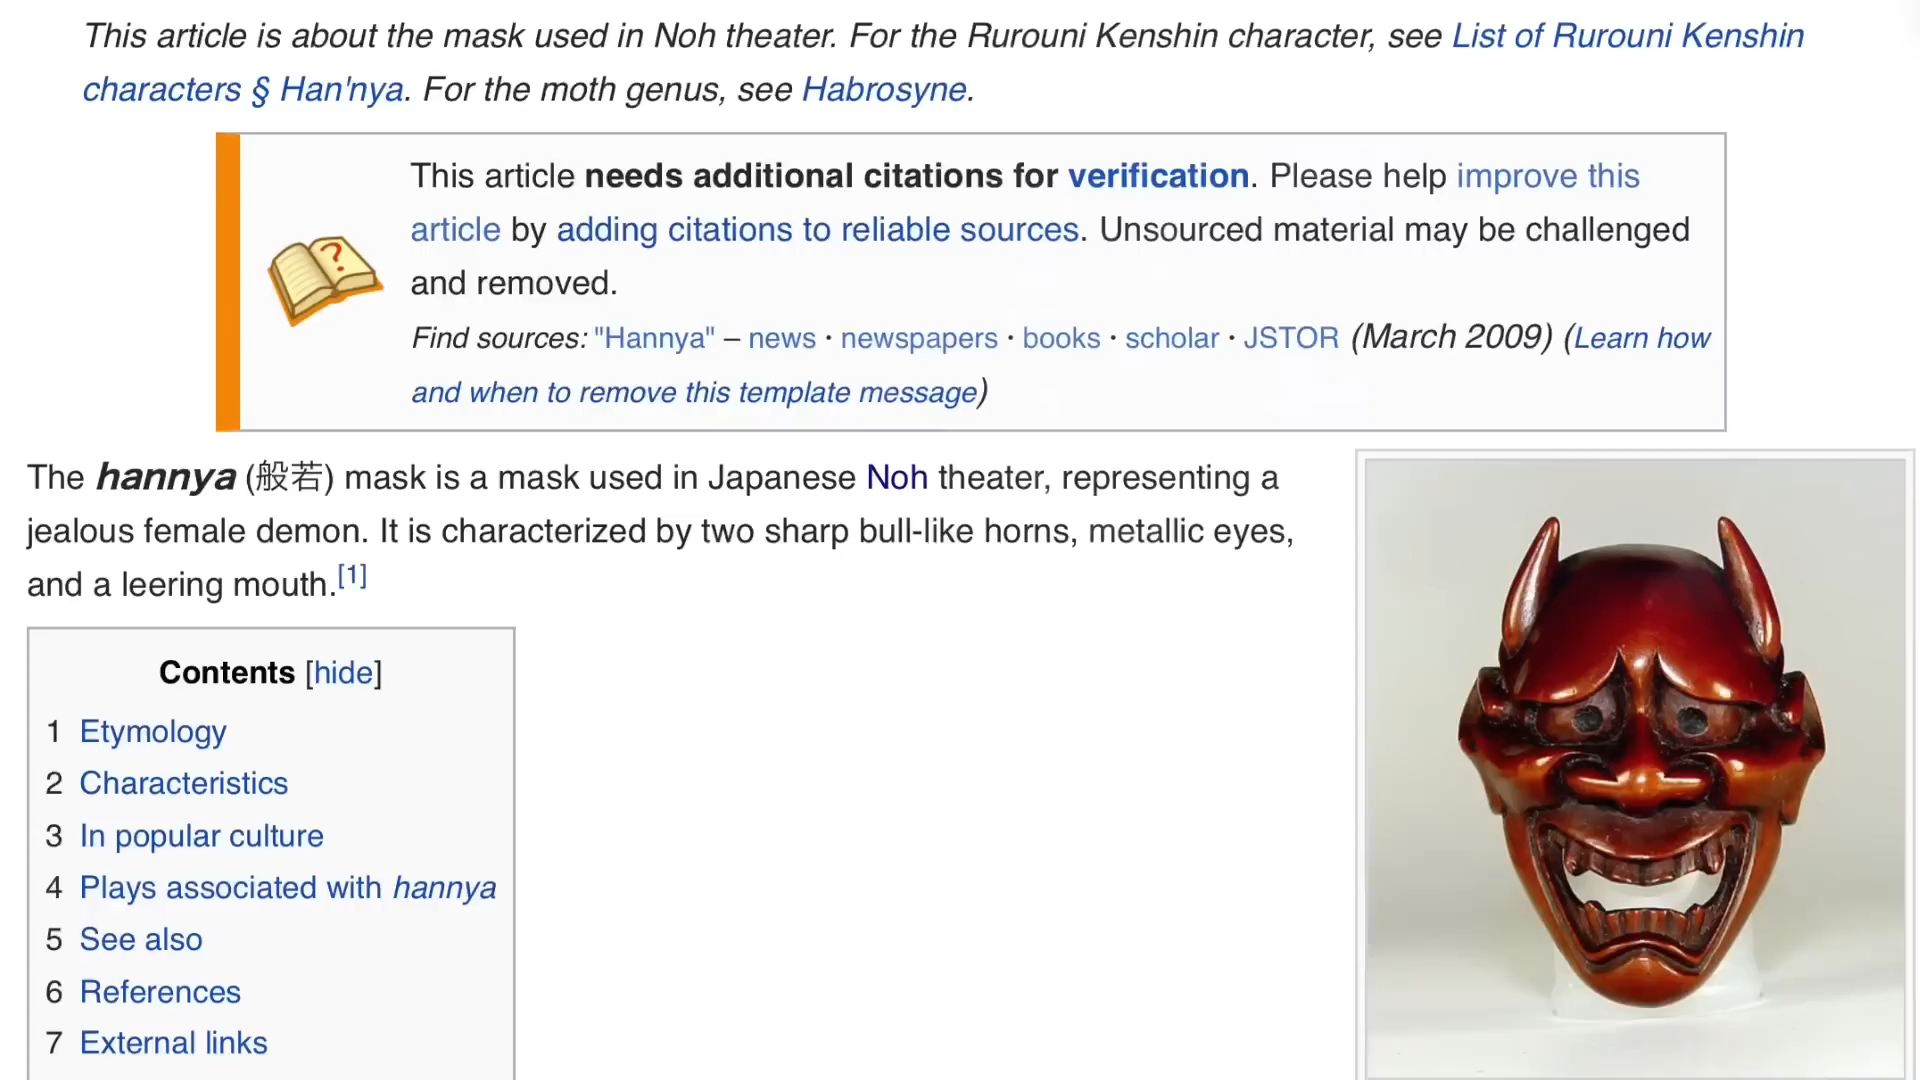 This article is about the mask used in Noh theater. For the Rurouni Kenshin character, see List of Rurouni Kenshin
characters § Han'nya. For the moth genus, see Habrosyne.
This article needs additional citations for verification. Please help improve this
article by adding citations to reliable sources. Unsourced material may be challenged
and removed.
Find sources: "Hannya" – news · newspapers · books · scholar · JSTOR (March 2009) (Learn how
and when to remove this template message)
The hannya (般若) mask is a mask used in Japanese Noh theater, representing a
jealous female demon. It is characterized by two sharp bull-like horns, metallic eyes,
and a leering mouth.[1]
Contents [hide]
1 Etymology
2 Characteristics
3 In popular culture
4 Plays associated with hannya
5 See also
6 References
7 External links